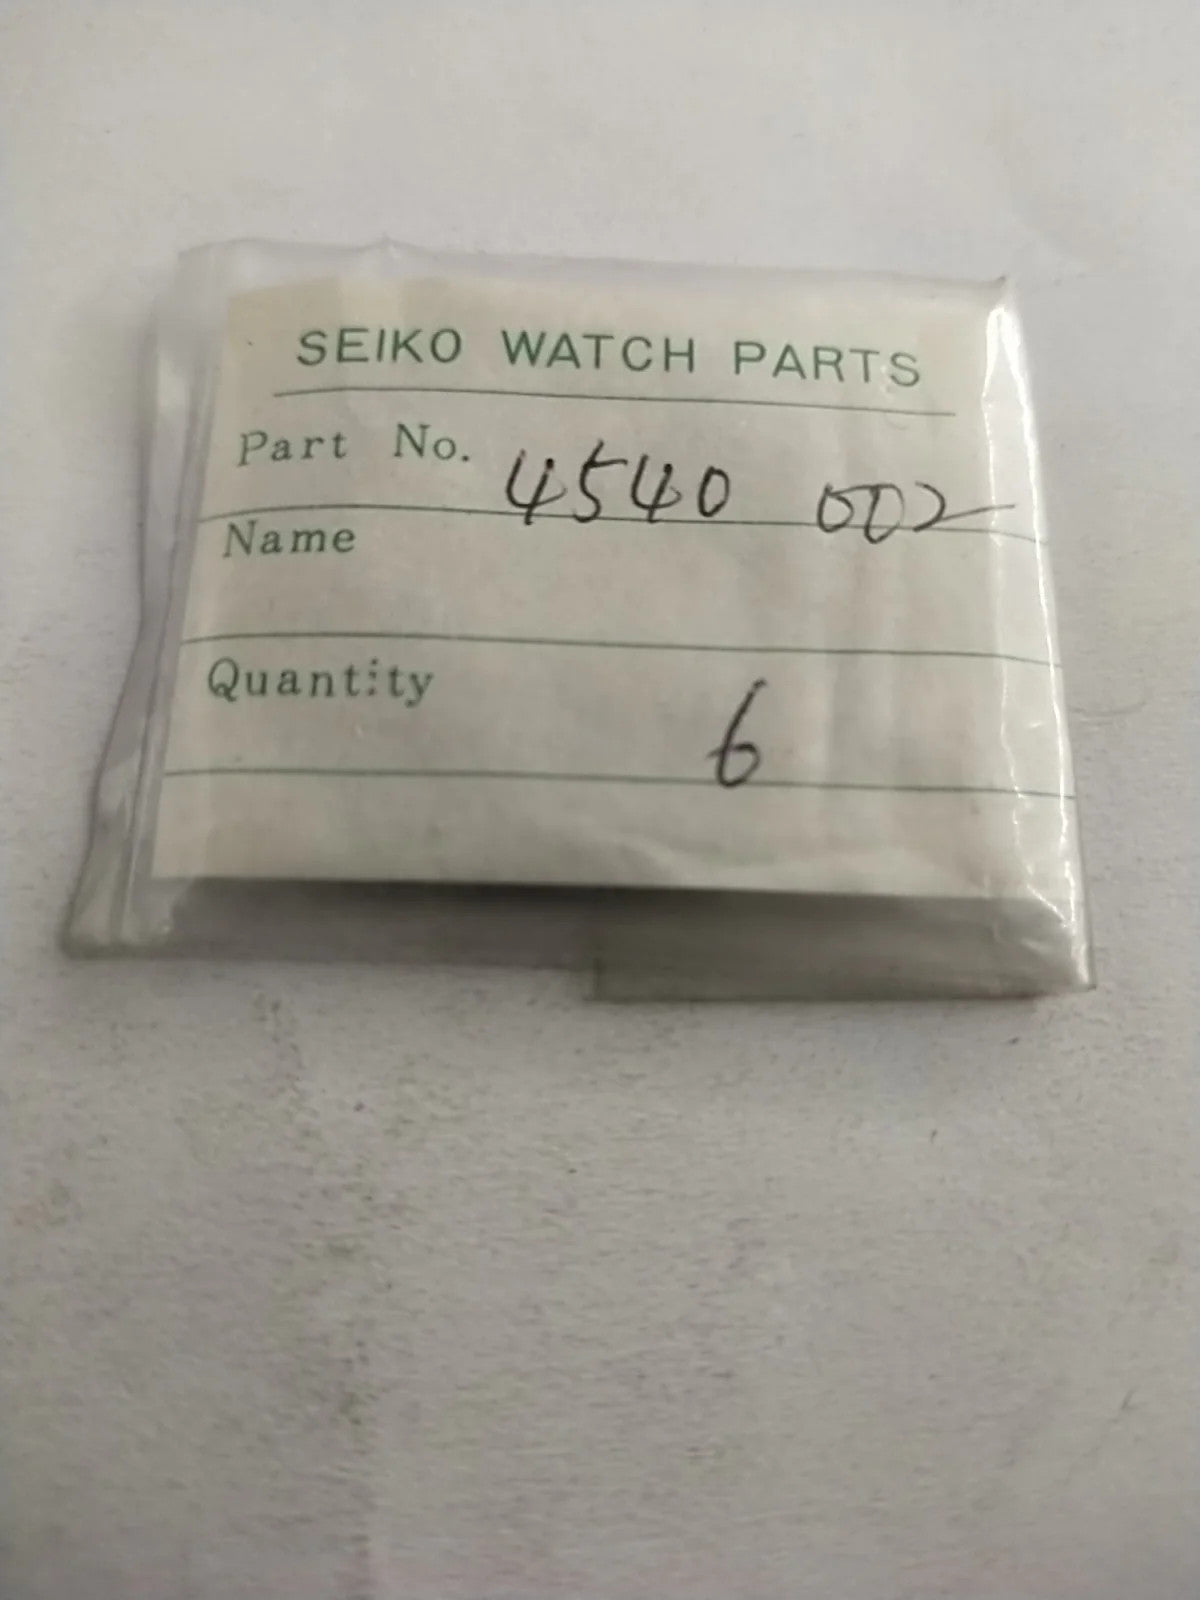 SEIKO WATCH PARTS
Part No. 4540 002
Name
Quantity 6